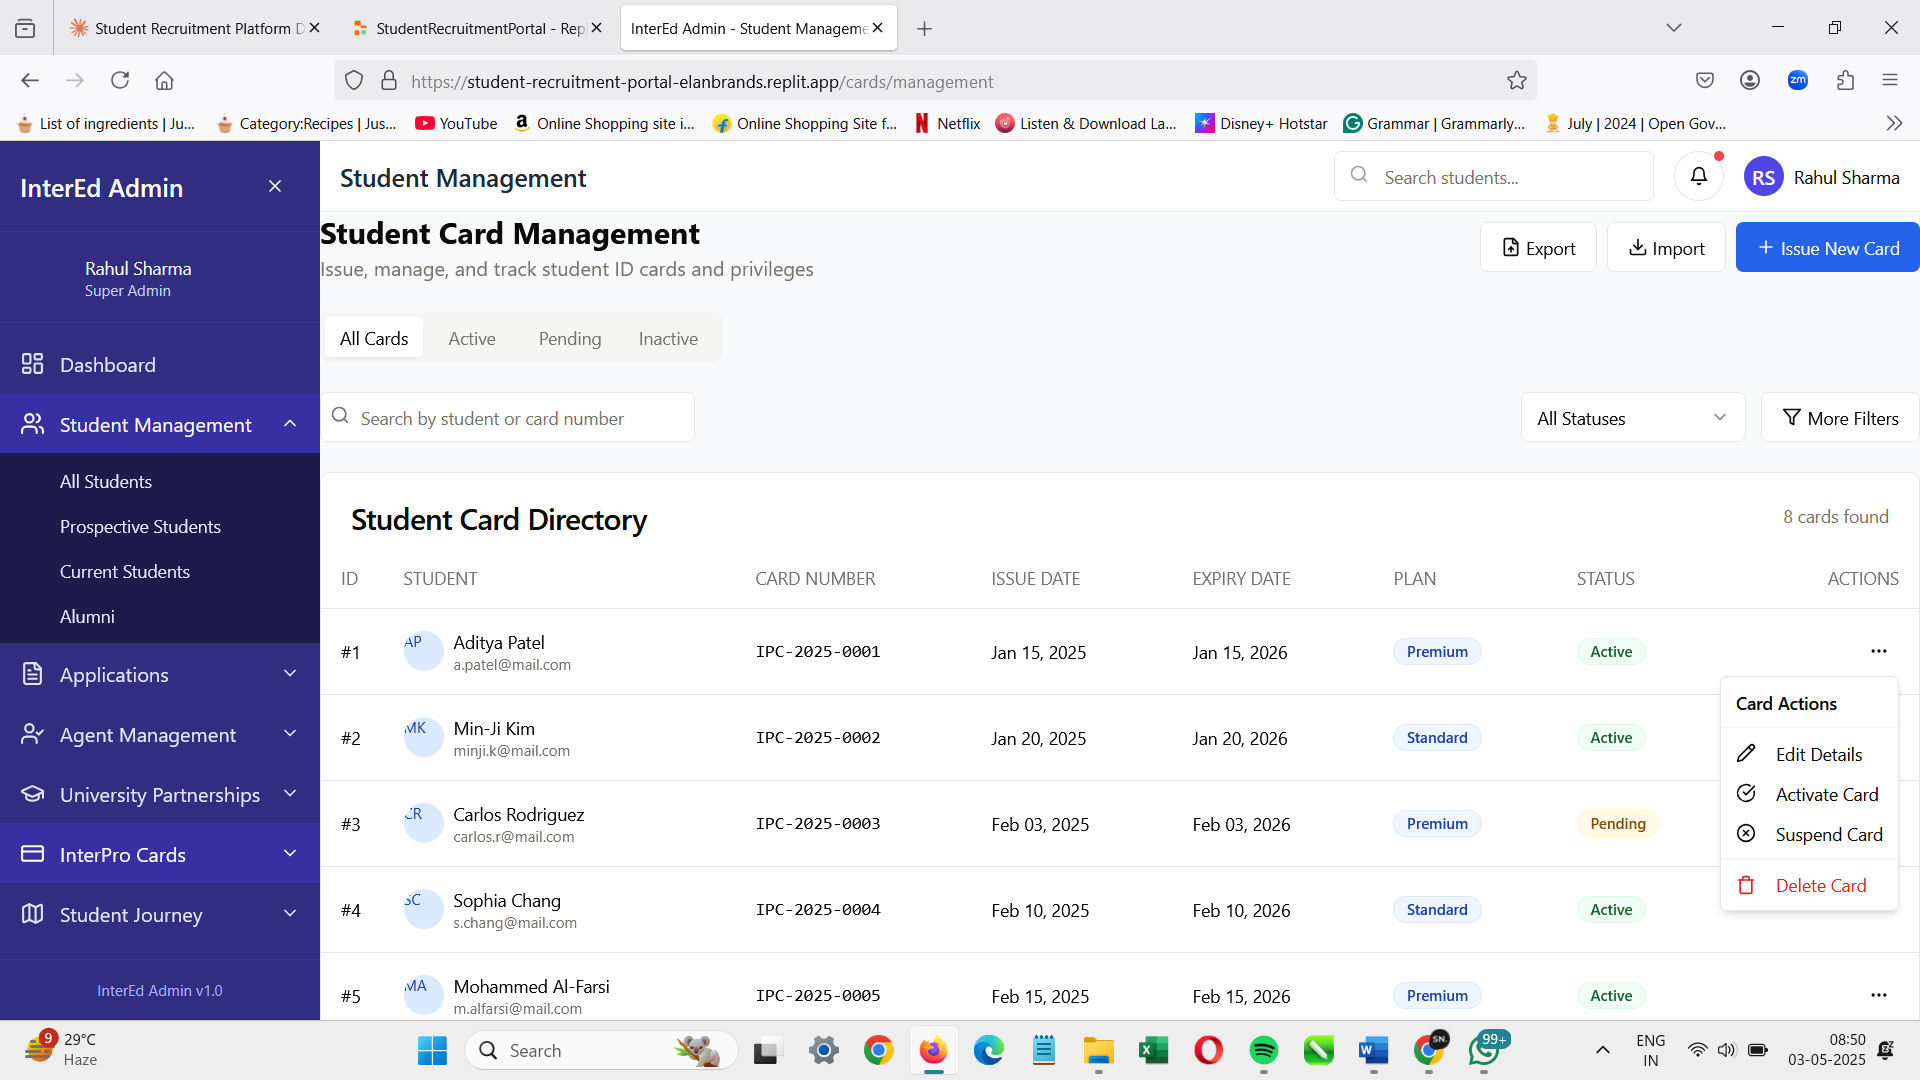 Student Recruitment Platform D
StudentRecruitmentPortal - Repl
InterEd Admin - Student Manageme
https://student-recruitment-portal-elanbrands.replit.app/cards/management
zm
List of ingredients | Ju...
Category:Recipes | Jus...
YouTube
Online Shopping site i...
Online Shopping Site f...
Netflix
Listen & Download La...
Disney+ Hotstar
Grammar | Grammarly...
July | 2024 | Open Gov...
InterEd Admin
Student Management
Search students...
RS
Rahul Sharma
Rahul Sharma
Super Admin
Dashboard
Student Management
All Students
Prospective Students
Current Students
Alumni
Applications
Agent Management
University Partnerships
InterPro Cards
Student Journey
InterEd Admin v1.0
Student Card Management
Issue, manage, and track student ID cards and privileges
Export
Import
Issue New Card
All Cards
Active
Pending
Inactive
Search by student or card number
All Statuses
More Filters
Student Card Directory
8 cards found
ID STUDENT CARD NUMBER ISSUE DATE EXPIRY DATE PLAN STATUS ACTIONS
#1 AP Aditya Patel IPC-2025-0001 Jan 15, 2025 Jan 15, 2026 Premium Active
a.patel@mail.com
#2 MK Min-Ji Kim IPC-2025-0002 Jan 20, 2025 Jan 20, 2026 Standard Active
minji.k@mail.com
#3 CR Carlos Rodriguez IPC-2025-0003 Feb 03, 2025 Feb 03, 2026 Premium Pending
carlos.r@mail.com
#4 SC Sophia Chang IPC-2025-0004 Feb 10, 2025 Feb 10, 2026 Standard Active
s.chang@mail.com
#5 MA Mohammed Al-Farsi IPC-2025-0005 Feb 15, 2025 Feb 15, 2026 Premium Active
m.alfarsi@mail.com
Card Actions
Edit Details
Activate Card
Suspend Card
Delete Card
9
29°C
Haze
Search
SN.
99+
ENG
IN
08:50
03-05-2025